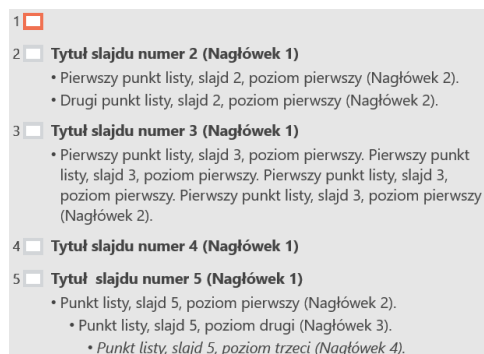 1
2 Tytuł slajdu numer 2 (Nagłówek 1)
• Pierwszy punkt listy, slajd 2, poziom pierwszy (Nagłówek 2).
• Drugi punkt listy, slajd 2, poziom pierwszy (Nagłówek 2).
3 Tytuł slajdu numer 3 (Nagłówek 1)
• Pierwszy punkt listy, slajd 3, poziom pierwszy. Pierwszy punkt
listy, slajd 3, poziom pierwszy. Pierwszy punkt listy, slajd 3,
poziom pierwszy. Pierwszy punkt listy, slajd 3, poziom pierwszy
(Nagłówek 2).
4 Tytuł slajdu numer 4 (Nagłówek 1)
5 Tytuł  slajdu numer 5 (Nagłówek 1)
• Punkt listy, slajd 5, poziom pierwszy (Nagłówek 2).
• Punkt listy, slajd 5, poziom drugi (Nagłówek 3).
• Punkt listy, slajd 5, poziom trzeci (Nagłówek 4).